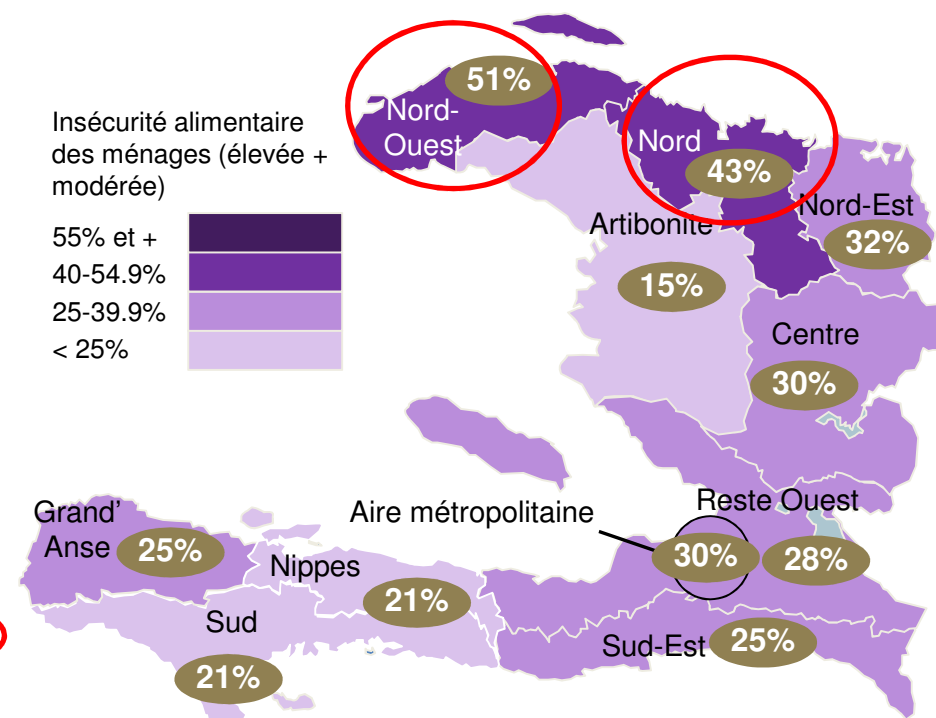 Insécurité alimentaire
des ménages (élevée +
modérée)
55% et +
40-54.9%
25-39.9%
< 25%
51%
Nord-
Ouest
Nord
43%
Nord-Est
32%
Artibonite
15%
Centre
30%
Reste Ouest
28%
Aire métropolitaine
30%
Grand'
Anse
25%
Nippes
21%
Sud
21%
Sud-Est
25%